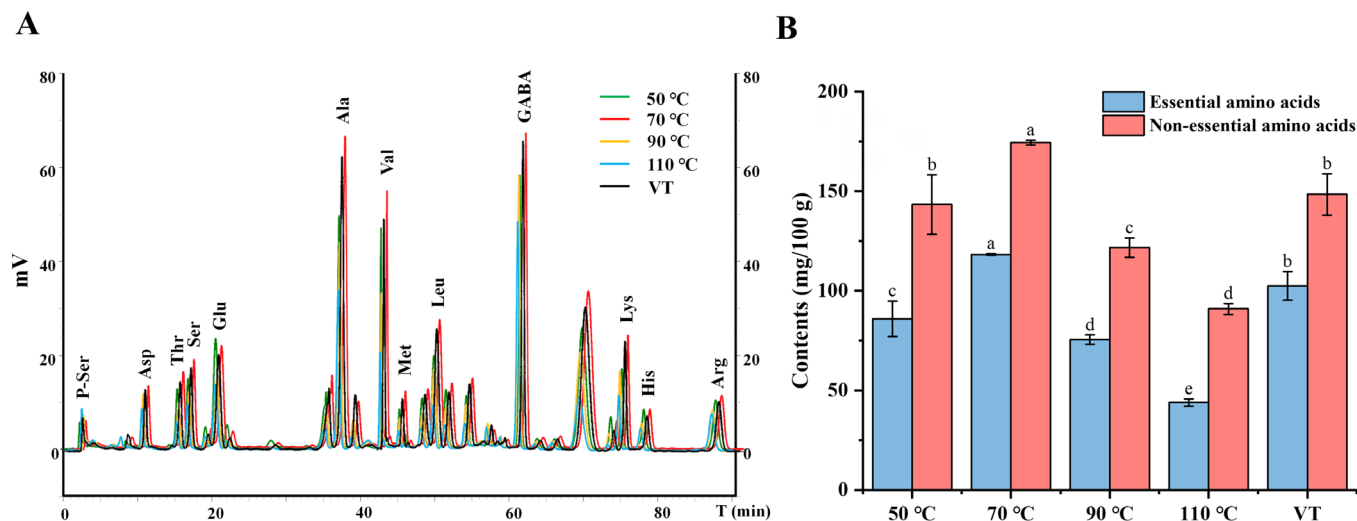 A
B
80
60
40
20
0
mV
80
60
40
20
0
0
20
40
60
80
T (min)
P-Ser
Asp
Thr
Ser
Glu
Ala
Val
Met
Leu
GABA
Lys
His
Arg
50 °C
70 °C
90 °C
110 °C
VT
Contents (mg/100 g)
200
150
100
50
0
Essential amino acids
Non-essential amino acids
c
b
a
a
d
c
e
d
b
b
50 °C
70 °C
90 °C
110 °C
VT